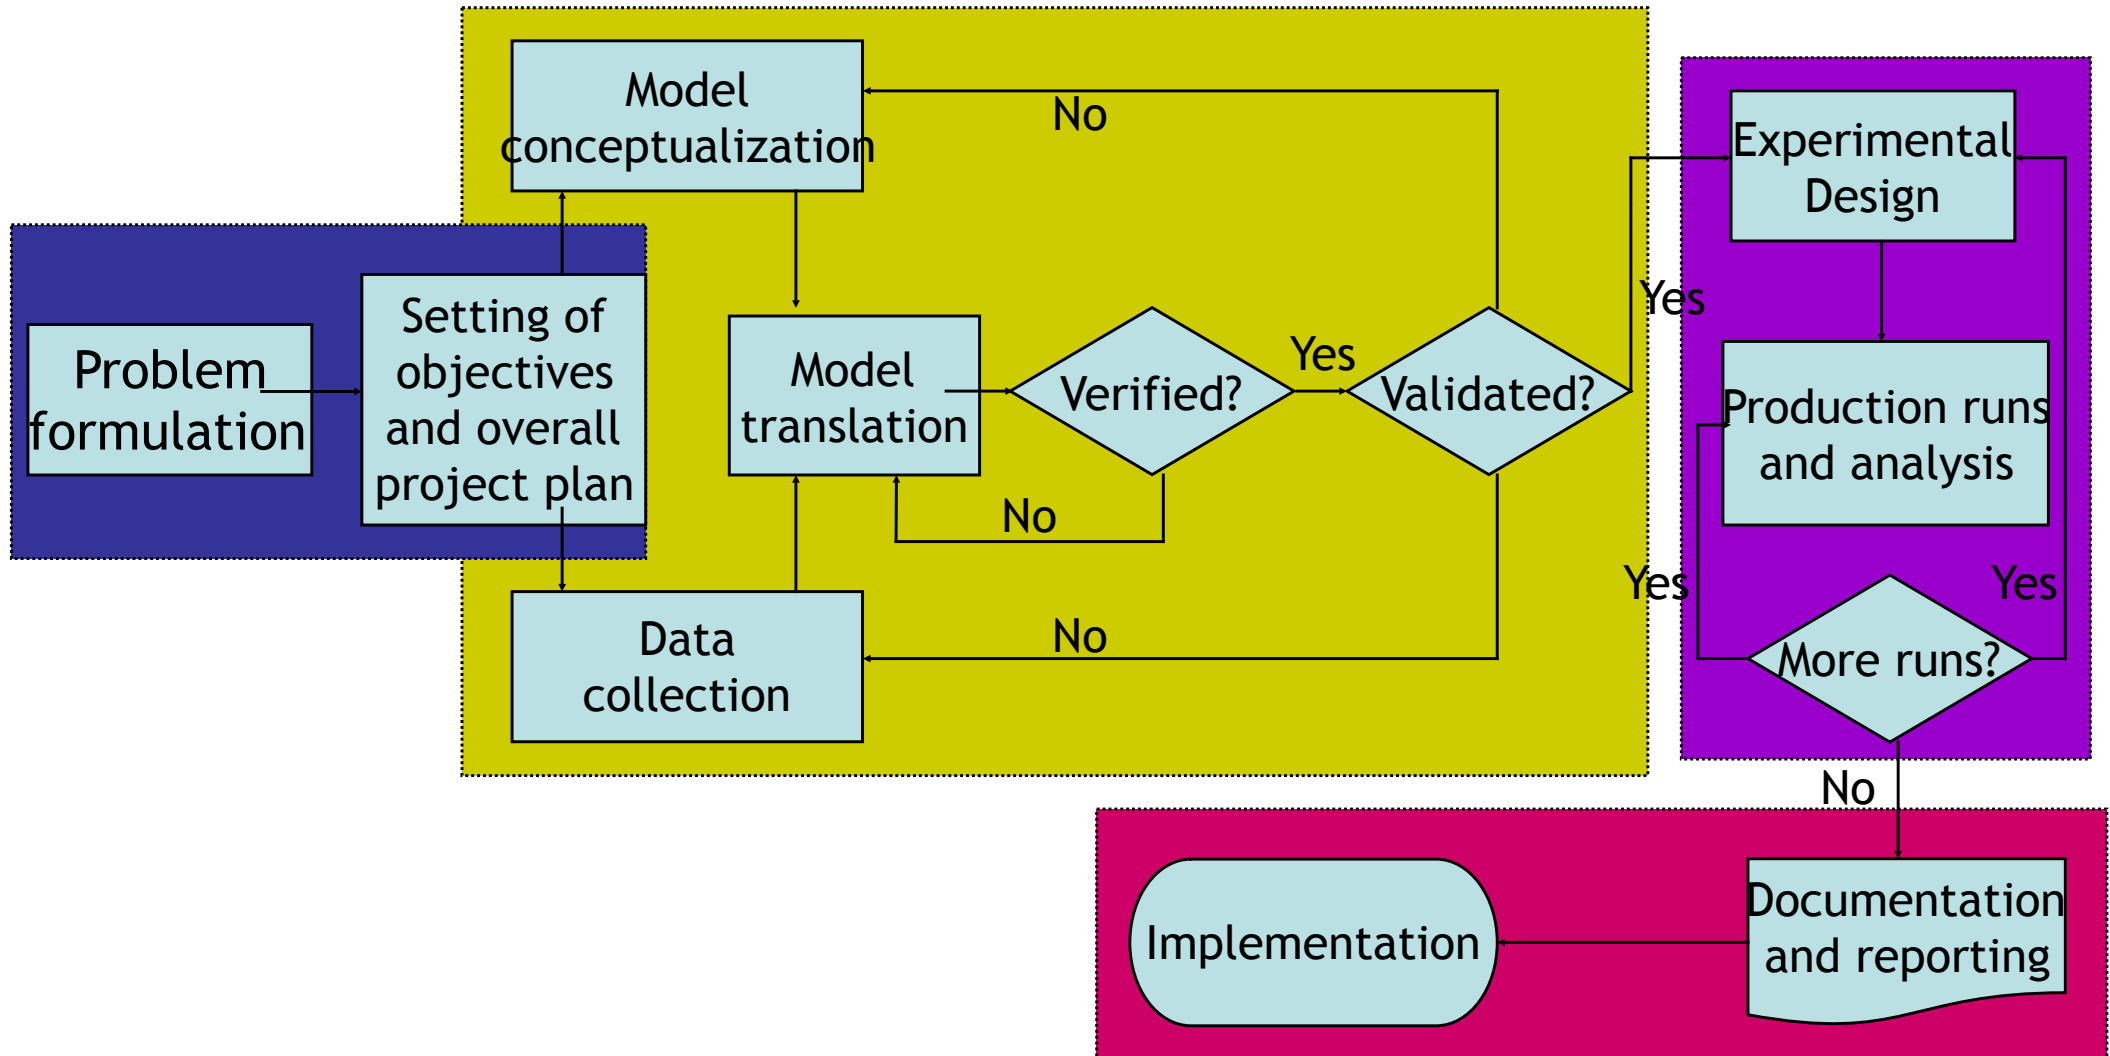 Problem
formulation
Setting of
objectives
and overall
project plan
Model
conceptualization
No
Model
translation
Verified?
Yes
Validated?
No
Data
collection
No
Yes
Experimental
Design
Production runs
and analysis
Yes
Yes
More runs?
No
Documentation
and reporting
Implementation